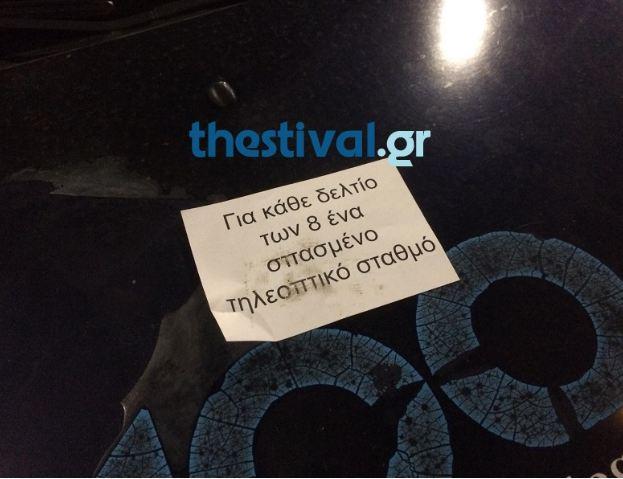 thestival.gr
Για κάθε δελτίο
των 8 ένα
σπασμένο
τηλεοπτικό σταθμό